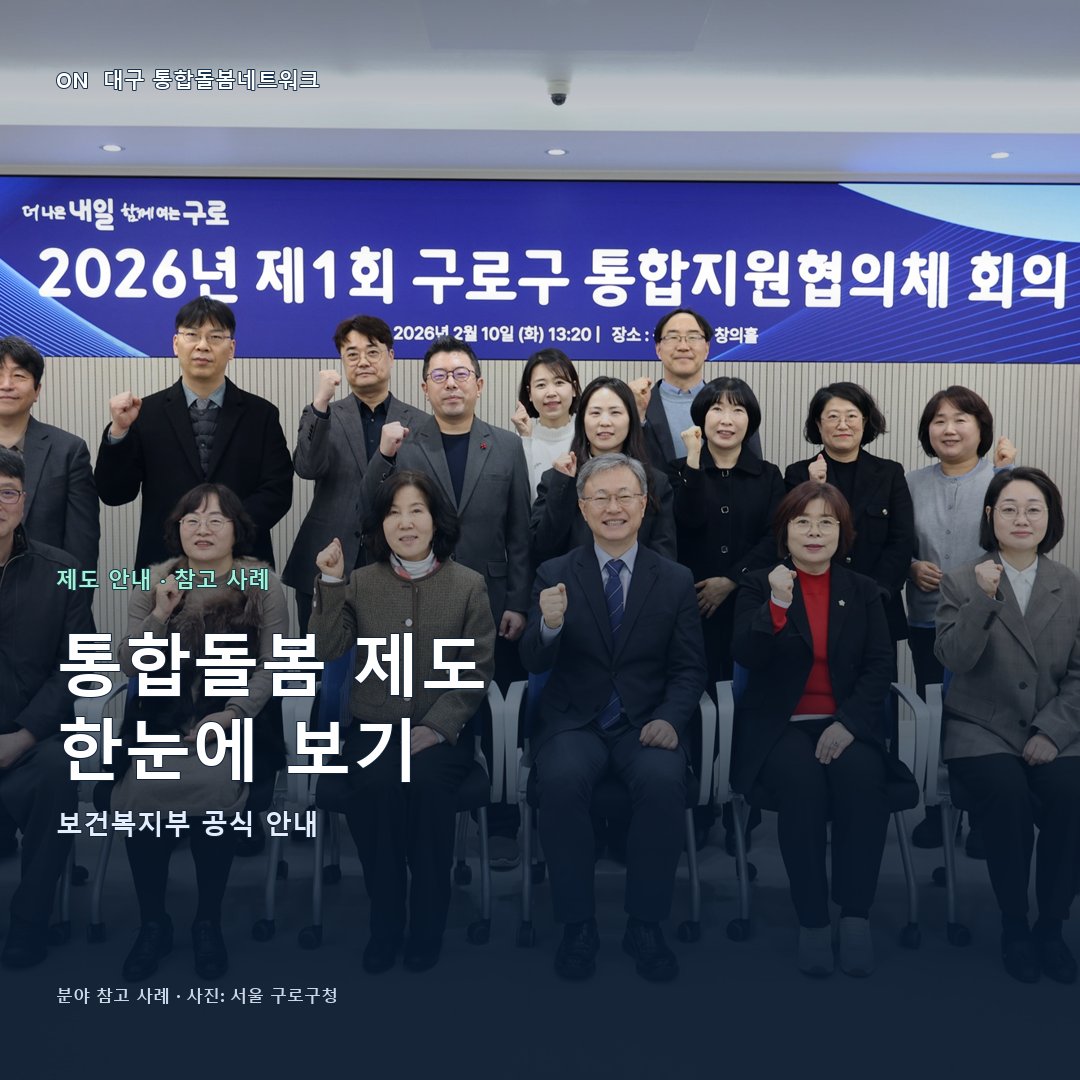 ON 대구 통합돌봄네트워크
더 나은 내일 함께 여는 구로
2026년 제1회 구로구 통합지원협의체 회의
2026년 2월 10일 (화) 13:20 | 장소 : 창의홀
제도 안내 · 참고 사례
통합돌봄 제도
한눈에 보기
보건복지부 공식 안내
분야 참고 사례 · 사진: 서울 구로구청